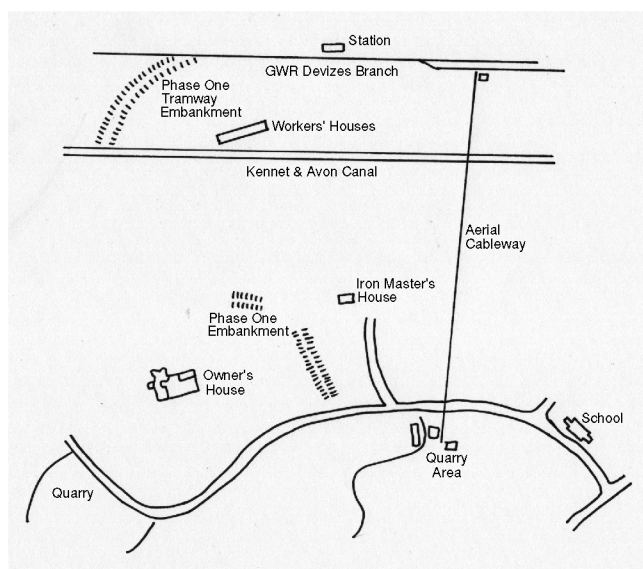 Station
GWR Devizes Branch
Phase One
Tramway
Embankment
Workers' Houses
Kennet & Avon Canal
Aerial
Cableway
Iron Master's
House
Phase One
Embankment
Owner's
House
School
Quarry
Area
Quarry